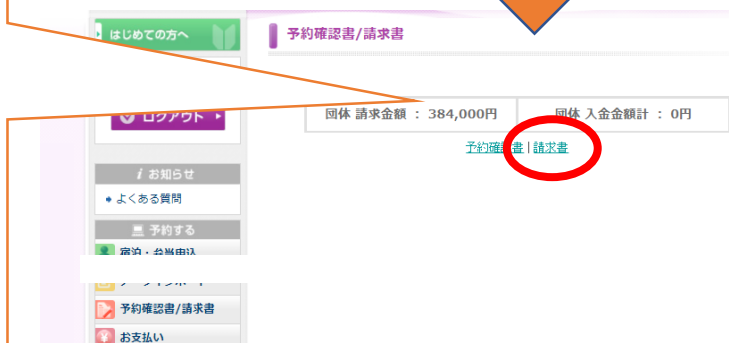 はじめての方へ
予約確認書/請求書
ログアウト
団体 請求金額 ： 384,000円
団体 入金金額計 ： 0円
予約確認書 | 請求書
i お知らせ
よくある質問
予約する
宿泊・弁当申込
予約確認書/請求書
お支払い